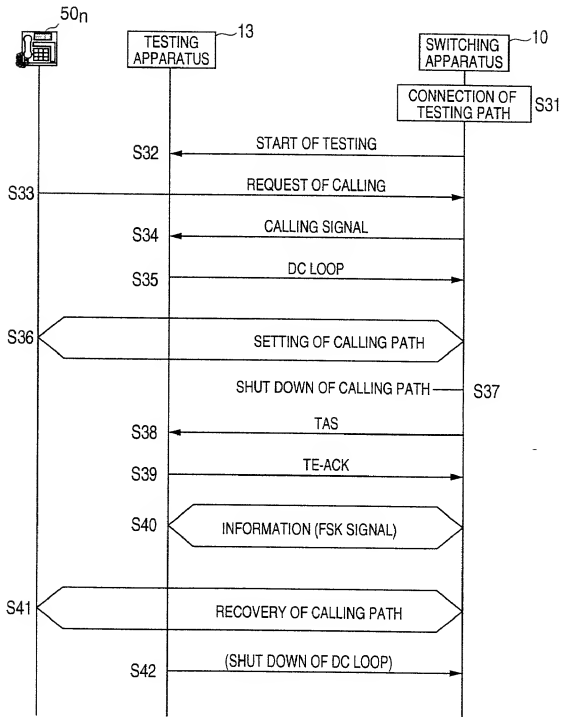 50n
TESTING
APPARATUS
13
SWITCHING
APPARATUS
10
CONNECTION OF
TESTING PATH
S31
START OF TESTING
S32
REQUEST OF CALLING
S33
CALLING SIGNAL
S34
DC LOOP
S35
S36
SETTING OF CALLING PATH
SHUT DOWN OF CALLING PATH
S37
TAS
S38
TE-ACK
S39
S40
INFORMATION (FSK SIGNAL)
S41
RECOVERY OF CALLING PATH
(SHUT DOWN OF DC LOOP)
S42